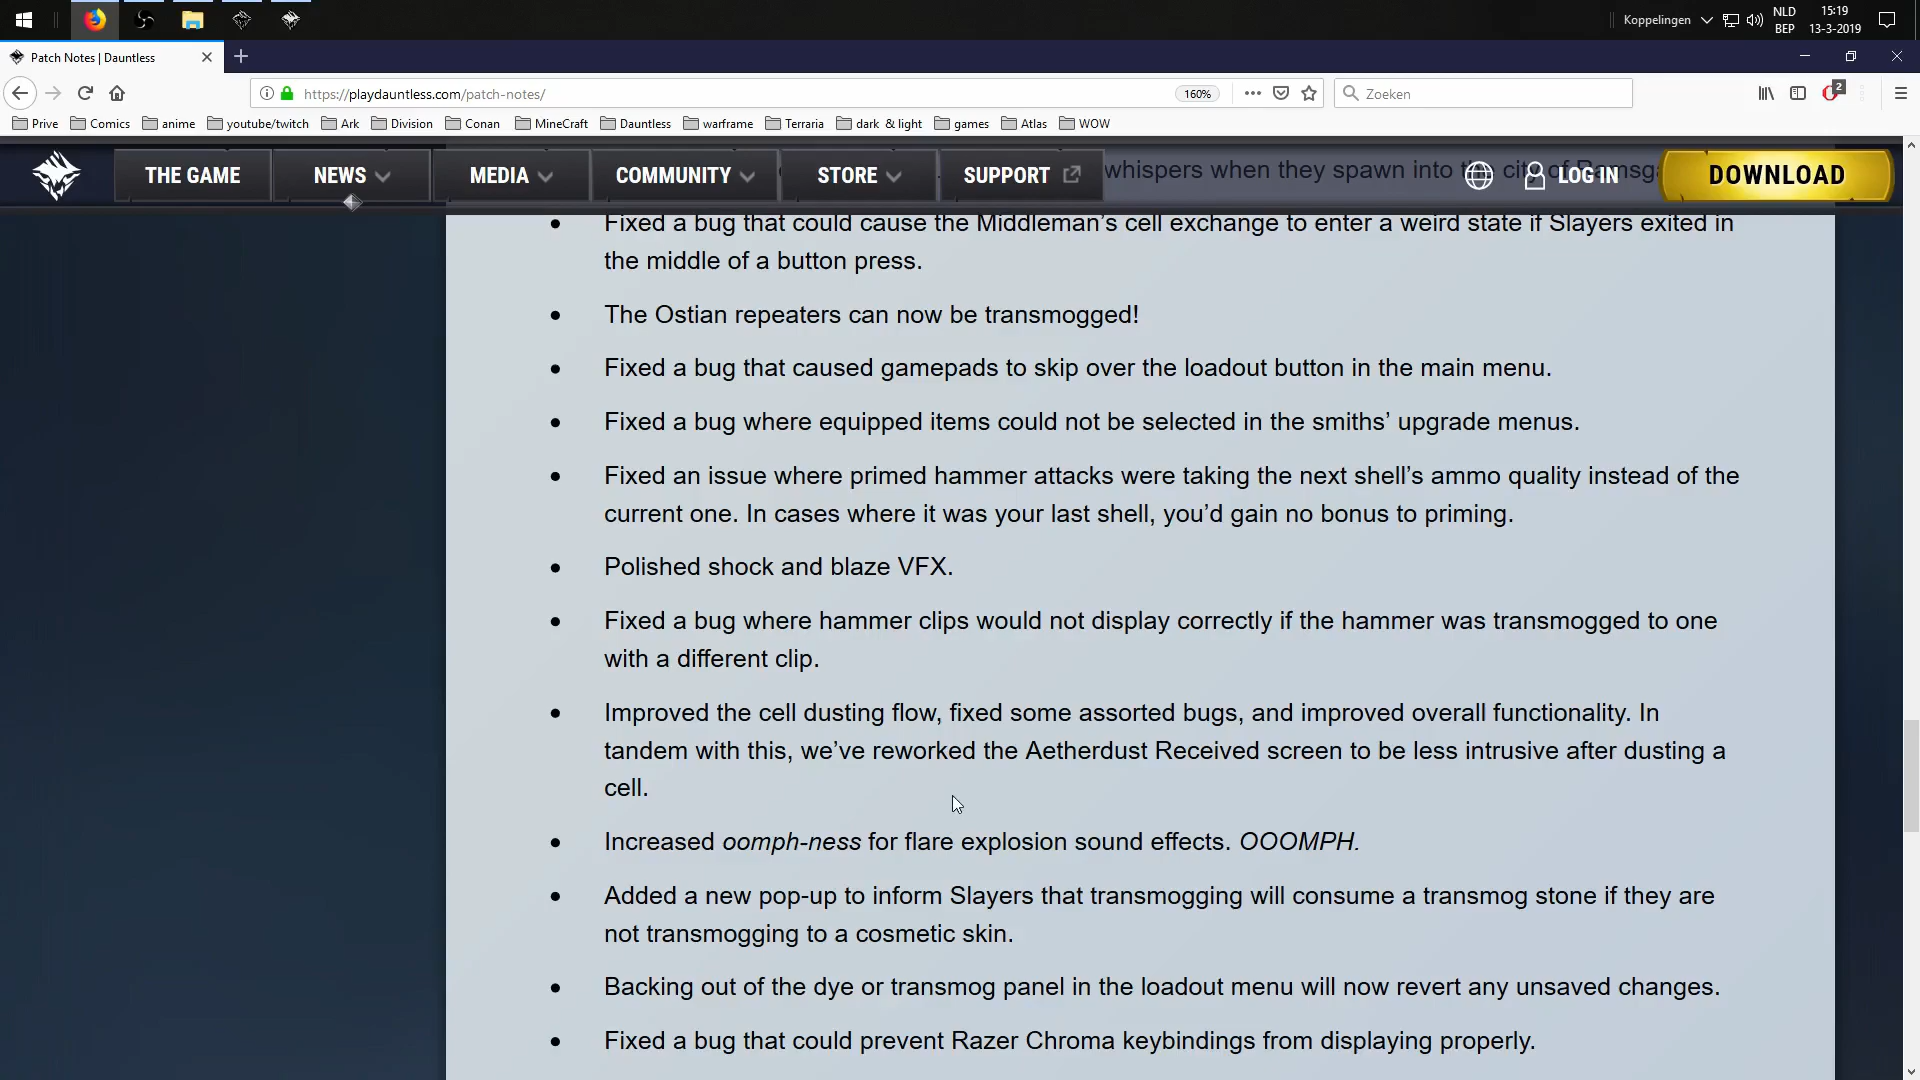 Koppelingen
NLD
BEP
15:19
13-3-2019
Patch Notes | Dauntless
https://playdauntless.com/patch-notes/
160%
Zoeken
2
Prive
Comics
anime
youtube/twitch
Ark
Division
Conan
MineCraft
Dauntless
warframe
Terraria
dark & light
games
Atlas
WOW
THE GAME
NEWS
MEDIA
COMMUNITY
STORE
SUPPORT
whispers when they spawn into the city of
LOG IN
DOWNLOAD
Fixed a bug that could cause the Middleman’s cell exchange to enter a weird state if Slayers exited in
the middle of a button press.
The Ostian repeaters can now be transmogged!
Fixed a bug that caused gamepads to skip over the loadout button in the main menu.
Fixed a bug where equipped items could not be selected in the smiths’ upgrade menus.
Fixed an issue where primed hammer attacks were taking the next shell’s ammo quality instead of the
current one. In cases where it was your last shell, you’d gain no bonus to priming.
Polished shock and blaze VFX.
Fixed a bug where hammer clips would not display correctly if the hammer was transmogged to one
with a different clip.
Improved the cell dusting flow, fixed some assorted bugs, and improved overall functionality. In
tandem with this, we’ve reworked the Aetherdust Received screen to be less intrusive after dusting a
cell.
Increased oomph-ness for flare explosion sound effects. OOOMPH.
Added a new pop-up to inform Slayers that transmogging will consume a transmog stone if they are
not transmogging to a cosmetic skin.
Backing out of the dye or transmog panel in the loadout menu will now revert any unsaved changes.
Fixed a bug that could prevent Razer Chroma keybindings from displaying properly.